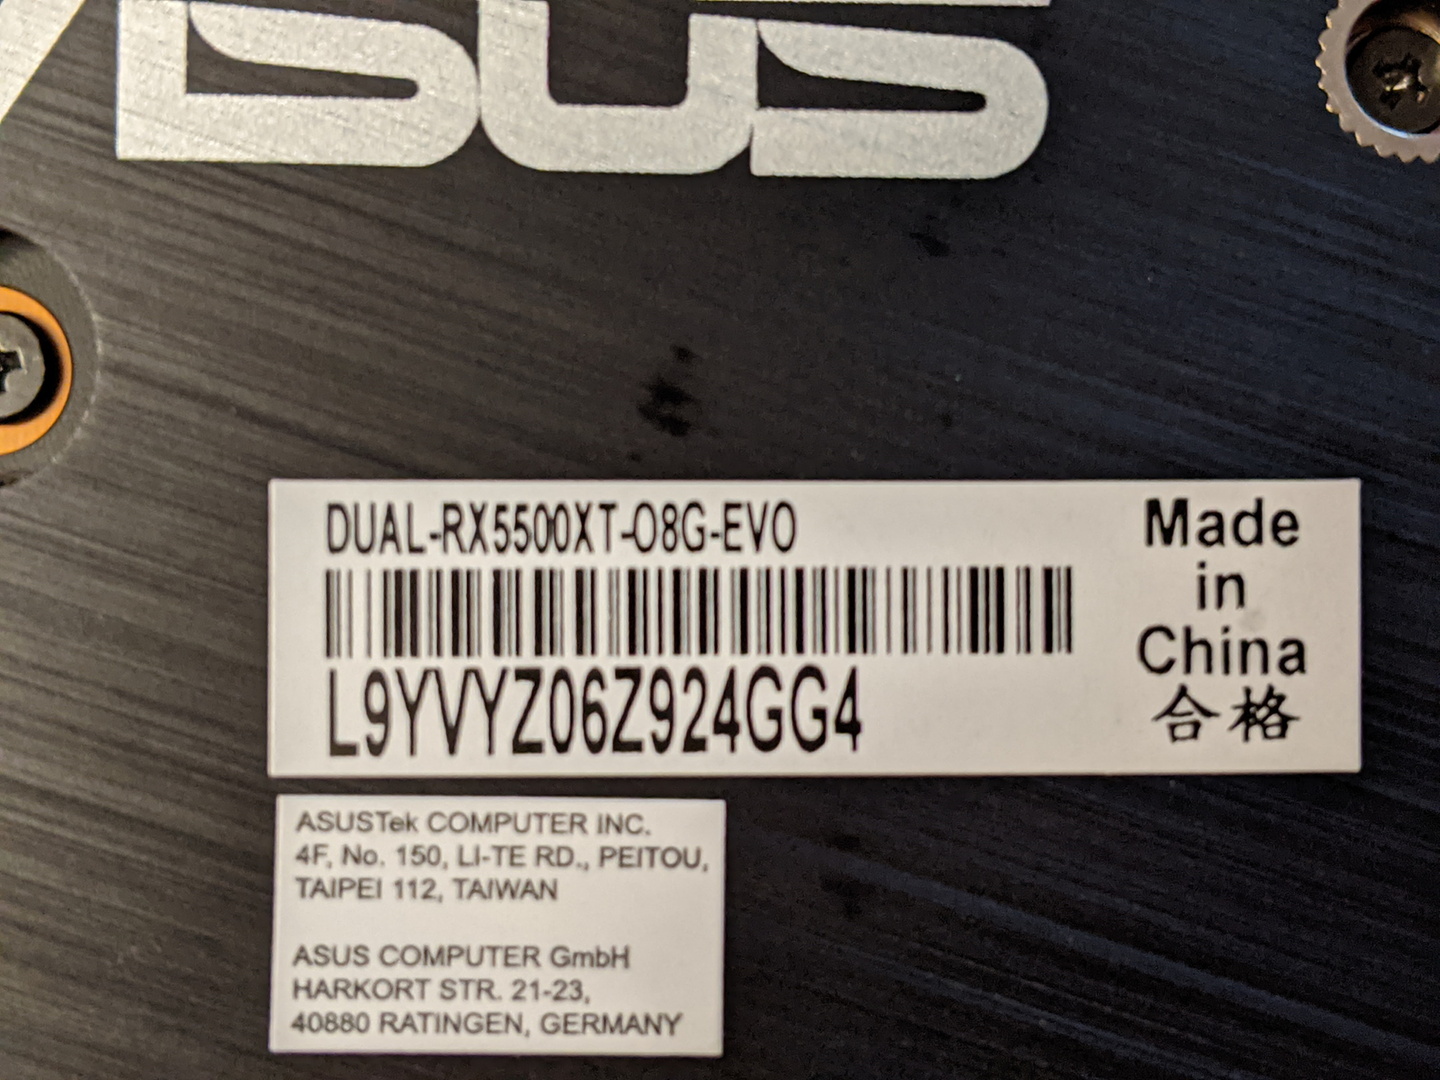 ASUS
DUAL-RX5500XT-O8G-EVO
L9YVYZ06Z924GG4
Made
in
China
合格
ASUSTek COMPUTER INC.
4F, No. 150, LI-TE RD., PEITOU,
TAIPEI 112, TAIWAN
ASUS COMPUTER GmbH
HARKORT STR. 21-23,
40880 RATINGEN, GERMANY